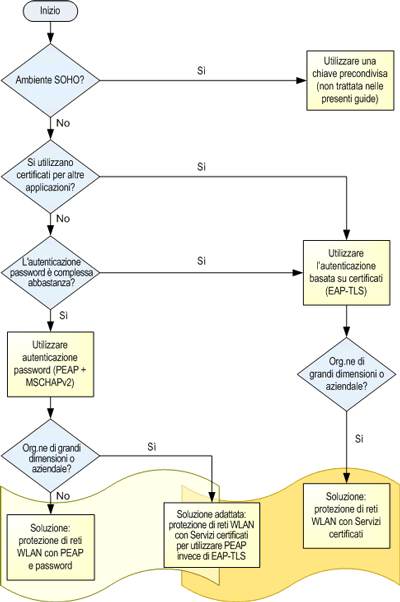 Inizio
Ambiente SOHO?
Sì
Utilizzare una
chiave precondivisa
(non trattata nelle
presenti guide)
No
Si utilizzano
certificati per altre
applicazioni?
Sì
No
L'autenticazione
password è complessa
abbastanza?
Sì
Utilizzare
l'autenticazione
basata su certificati
(EAP-TLS)
Sì
Utilizzare
autenticazione
password (PEAP +
MSCHAPv2)
Org.ne di
grandi dimensioni o
aziendale?
Org.ne di grandi
dimensioni o
aziendale?
Sì
Sì
No
Soluzione:
protezione di reti
WLAN con PEAP
e password
Soluzione adattata:
protezione di reti WLAN
con Servizi certificati
per utilizzare PEAP
invece di EAP-TLS
Soluzione:
protezione di reti
WLAN con Servizi
certificati